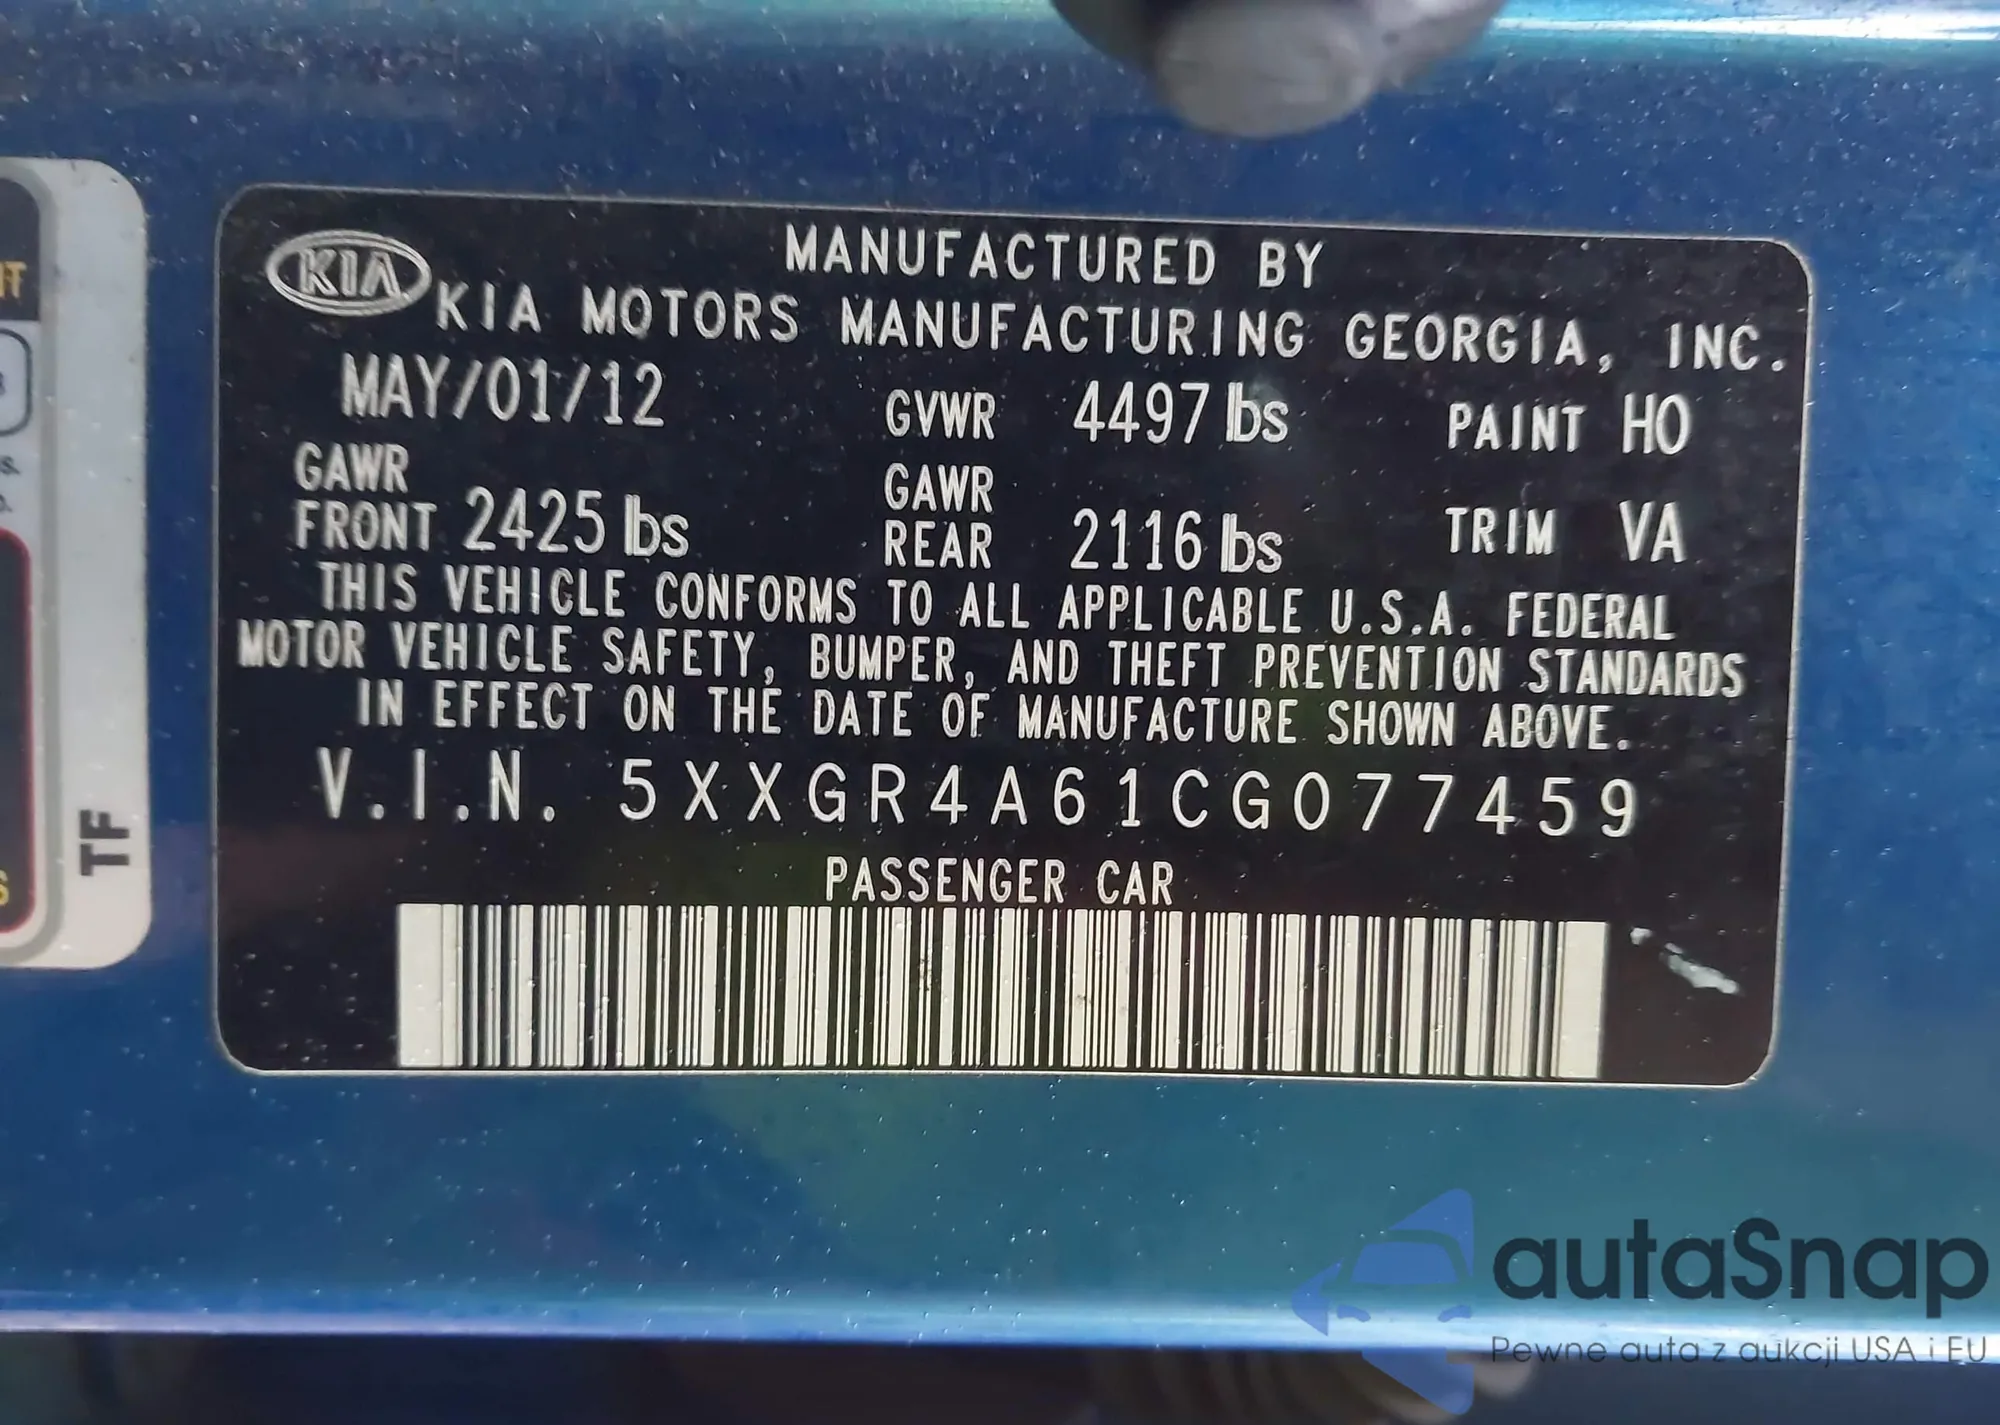 KIA
MANUFACTURED BY
KIA MOTORS MANUFACTURING GEORGIA, INC.
MAY/01/12 GVWR 4497 lbs PAINT HO
GAWR FRONT 2425 lbs GAWR REAR 2116 lbs TRIM VA
THIS VEHICLE CONFORMS TO ALL APPLICABLE U.S.A. FEDERAL
MOTOR VEHICLE SAFETY, BUMPER, AND THEFT PREVENTION STANDARDS
IN EFFECT ON THE DATE OF MANUFACTURE SHOWN ABOVE.
V.I.N. 5XXGR4A61CG077459
PASSENGER CAR
TF
autaSnap
Pewne auta z aukcji USA i EU